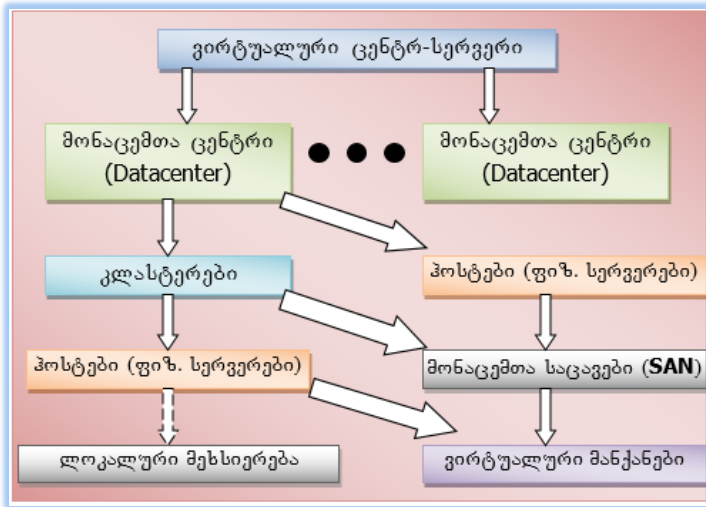 ვირტუალური ცენტრ-სერვერი
მონაცემთა ცენტრი
(Datacenter)
მონაცემთა ცენტრი
(Datacenter)
კლასტერები
ჰოსტები (ფიზ. სერვერები)
ჰოსტები (ფიზ. სერვერები)
მონაცემთა საცავები (SAN)
ლოკალური მეხსიერება
ვირტუალური მანქანები